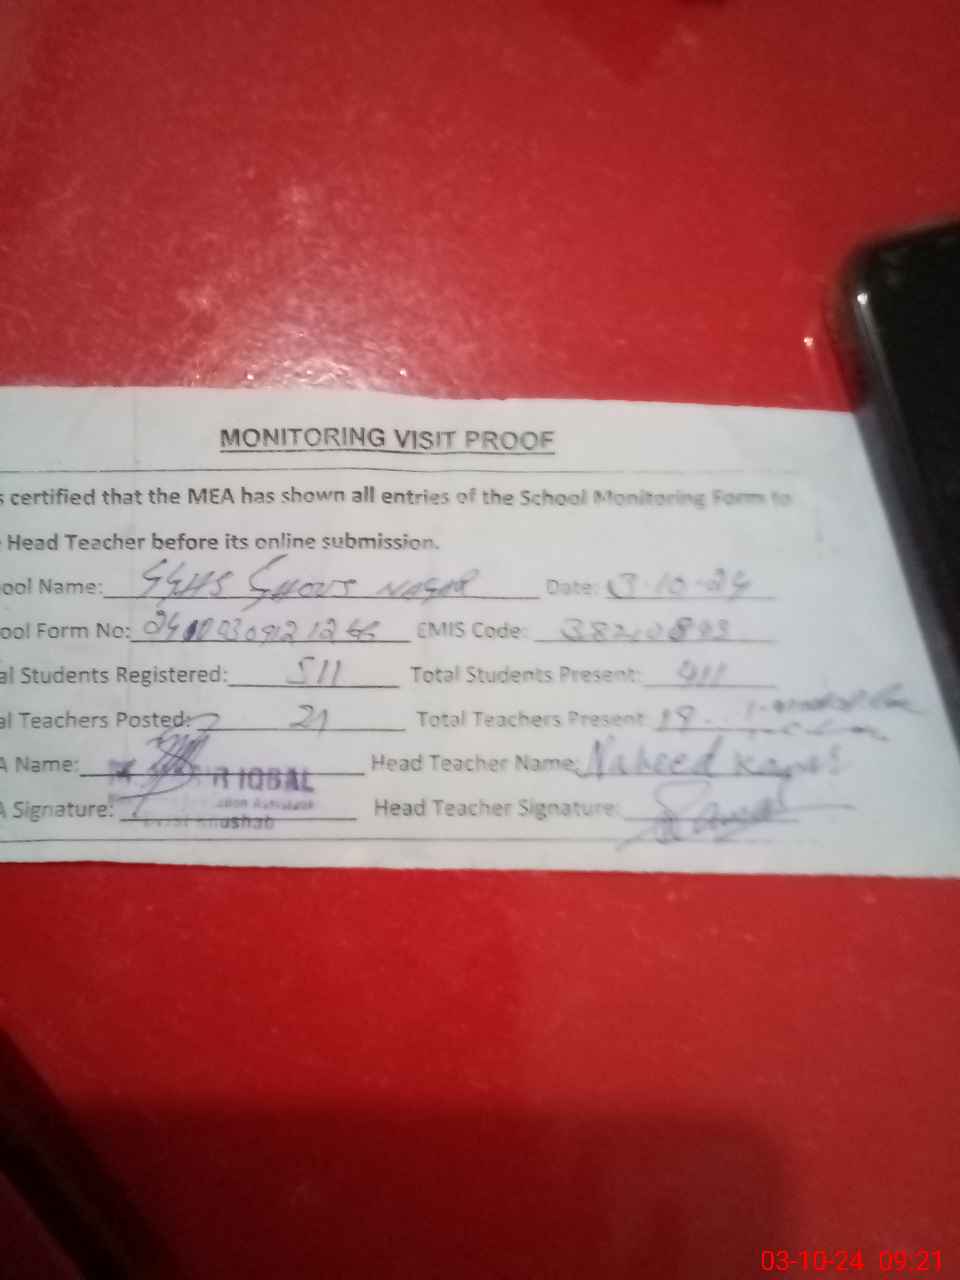 MONITORING VISIT PROOF
s certified that the MEA has shown all entries of the School Monitoring Form to
Head Teacher before its online submission.
ool Name: GGHS GHOUS NAGAR Date: 3-10-24
ool Form No: EMIS Code:
al Students Registered: 511 Total Students Present: 411
al Teachers Posted: 21 Total Teachers Present 19
A Name: R IQBAL Head Teacher Name: Naheed
A Signature: Head Teacher Signature:
Khushab
03-10-24 09:21